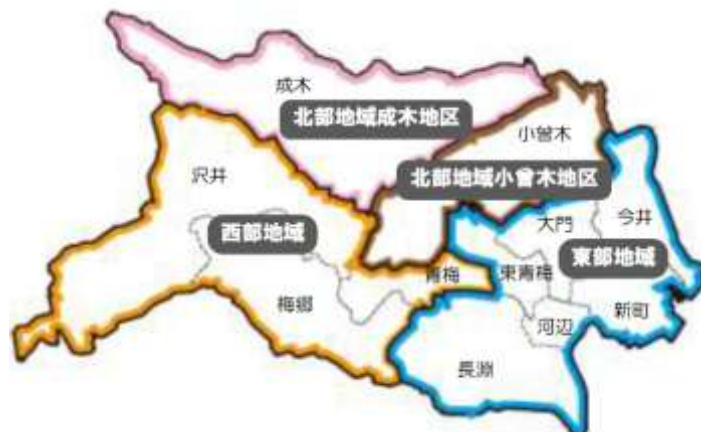 成木
北部地域成木地区
小曾木
北部地域小曾木地区
沢井
西部地域
大門
今井
東部地域
青梅
東青梅
梅郷
新町
河辺
長淵